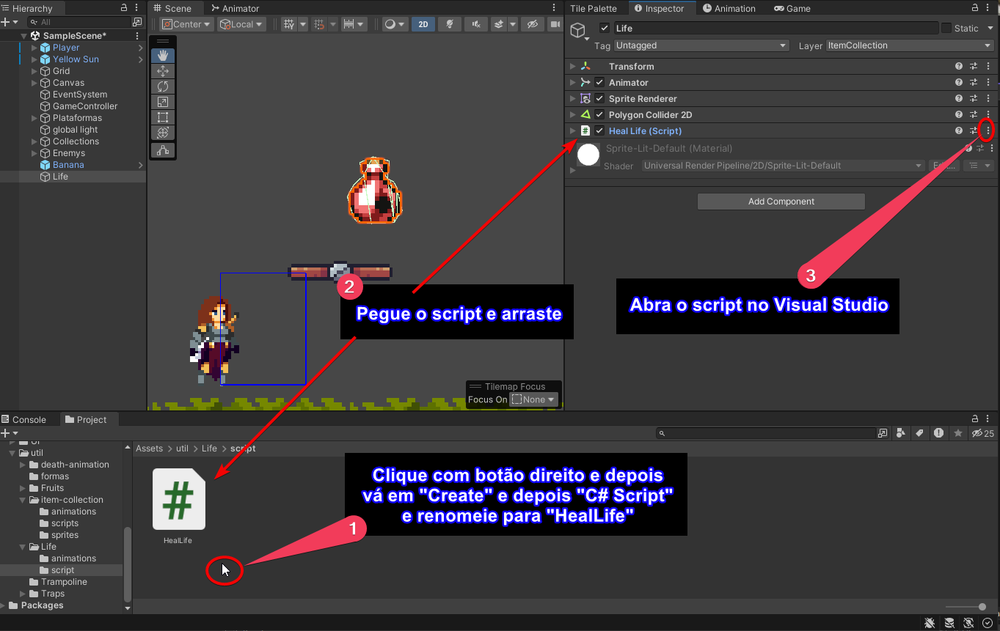 Hierarchy
All
SampleScene*
Player
Yellow Sun
Grid
Canvas
EventSystem
GameController
Plataformas
global light
Collections
Enemys
Banana
Life
Scene
Animator
Center
Local
2D
Tilemap Focus
Focus On
None
Tile Palette
Inspector
Animation
Game
Life
Static
Tag
Untagged
Layer
ItemCollection
Transform
Animator
Sprite Renderer
Polygon Collider 2D
# Heal Life (Script)
Sprite-Lit-Default (Material)
Shader
Universal Render Pipeline/2D/Sprite-Lit-Default
Add Component
2
Pegue o script e arraste
3
Abra o script no Visual Studio
Console
Project
25
util
death-animation
formas
Fruits
item-collection
animations
scripts
sprites
Life
animations
script
Trampoline
Traps
Packages
Assets > util > Life > script
#
HealLife
Clique com botão direito e depois
vá em "Create" e depois "C# Script"
e renomeie para "HealLife"
1